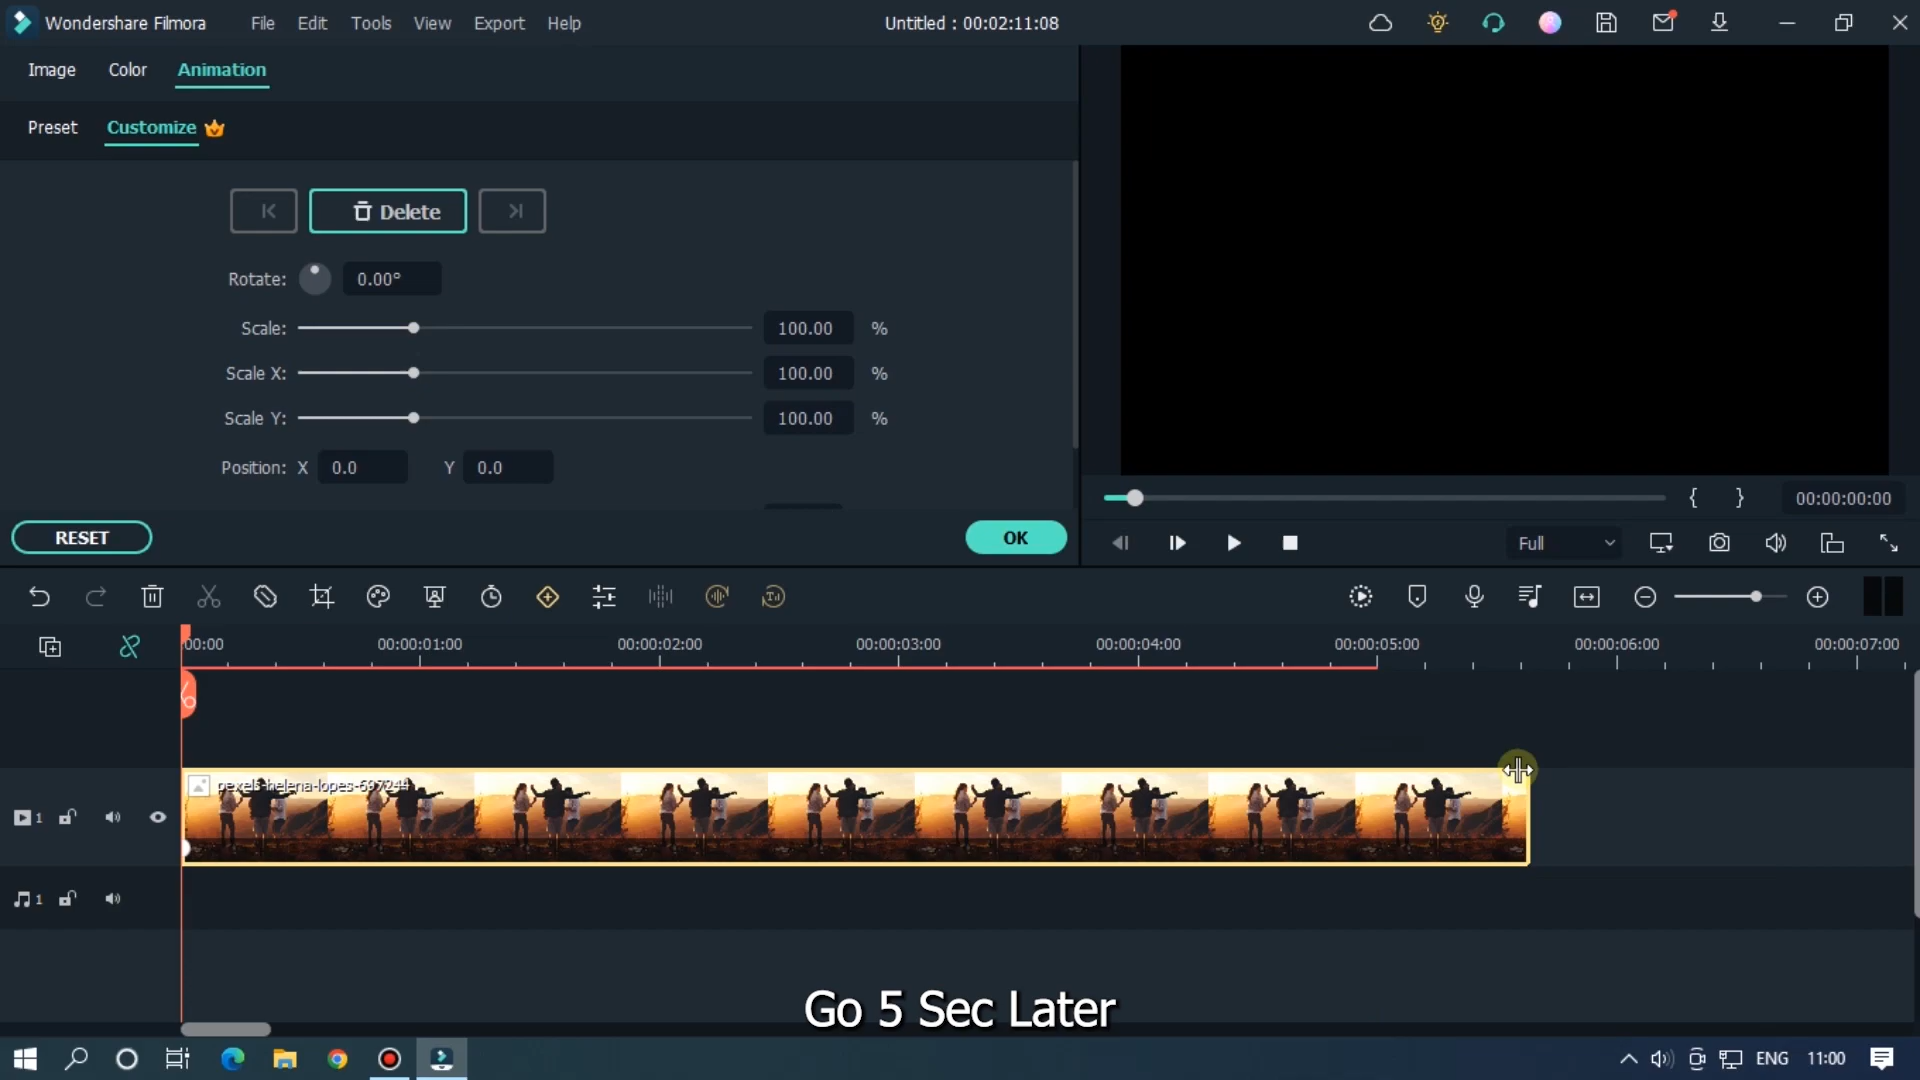 Wondershare Filmora
File
Edit
Tools
View
Export
Help
Untitled : 00:02:11:08
Image
Color
Animation
Preset
Customize
Delete
Rotate:
0.00°
Scale:
100.00
%
Scale X:
100.00
%
Scale Y:
100.00
%
Position:
X
0.0
Y
0.0
RESET
OK
{
}
00:00:00:00
Full
00:00
00:00:01:00
00:00:02:00
00:00:03:00
00:00:04:00
00:00:05:00
00:00:06:00
00:00:07:00
pexels-helena-lopes-697244
1
1
Go 5 Sec Later
ENG
11:00